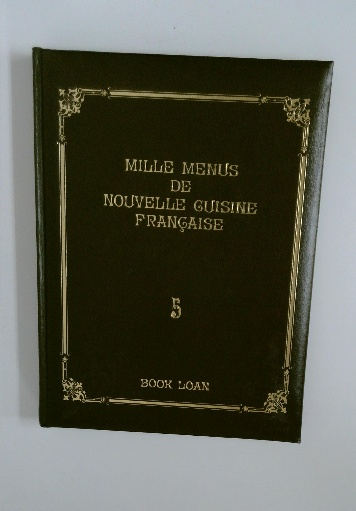 MILLE MENUS
DE
NOUVELLE CUISINE
FRANÇAISE
5
BOOK LOAN